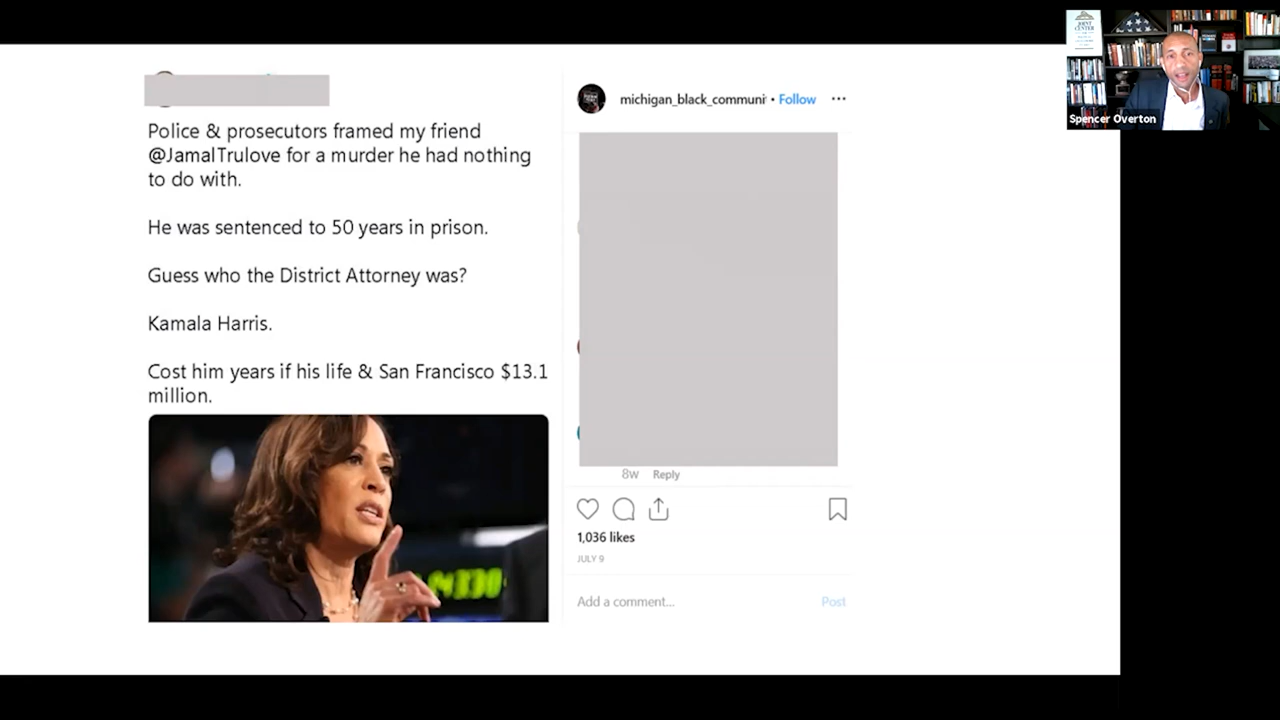 Police & prosecutors framed my friend
@JamalTrulove for a murder he had nothing
to do with.
He was sentenced to 50 years in prison.
Guess who the District Attorney was?
Kamala Harris.
Cost him years if his life & San Francisco $13.1
million.
michigan_black_communi • Follow
8w Reply
1,036 likes
JULY 9
Add a comment... Post
JOINT
CENTER
Spencer Overton